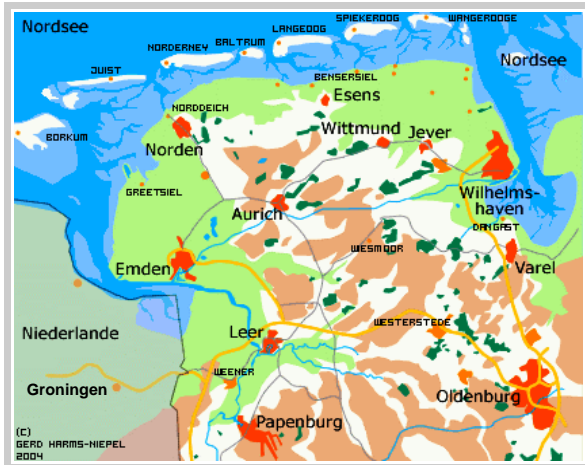 Nordsee
SPIEKEROOG
WANGEROOGE
LANGEOOG
BALTRUM
NORDERNEY
Nordsee
JUIST
BENSERSIEL
Esens
NORDDEICH
BORKUM
Norden
Wittmund
Jever
GREETSIEL
Wilhelms-
haven
Aurich
DANGAST
WIESMOOR
Emden
Varel
Niederlande
Leer
WESTERSTEDE
WEENER
Groningen
Oldenburg
Papenburg
(C)
GERD HARMS-NIEPEL
2004